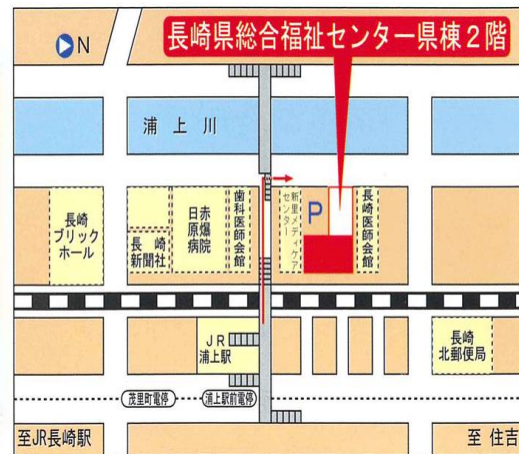 N
長崎県総合福祉センター県棟2階
浦上川
長崎
ブリック
ホール
長崎
新聞社
日赤
原爆
病院
歯科医師会館
新里メディケア
センター
P
長崎医師会館
JR
浦上駅
長崎
北郵便局
茂里町電停
浦上駅前電停
至JR長崎駅
至 住吉